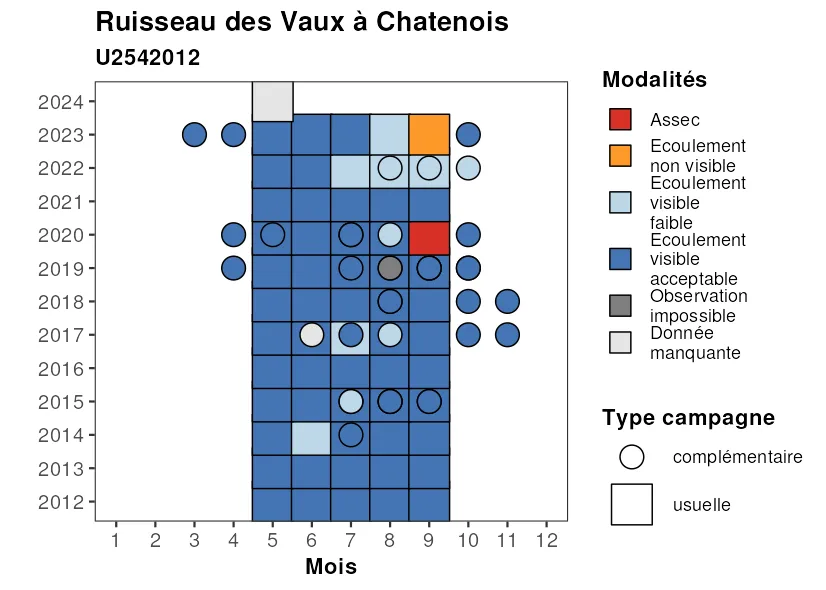 Ruisseau des Vaux à Chatenois
U2542012
2024
2023
2022
2021
2020
2019
2018
2017
2016
2015
2014
2013
2012
1 2 3 4 5 6 7 8 9 10 11 12
Mois
Modalités
Assec
Ecoulement
non visible
Ecoulement
visible
faible
Ecoulement
visible
acceptable
Observation
impossible
Donnée
manquante
Type campagne
complémentaire
usuelle